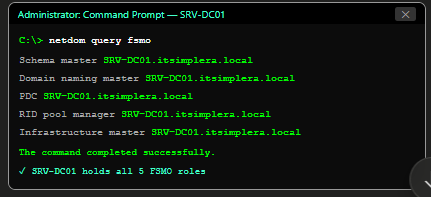 Administrator: Command Prompt — SRV-DC01
C:\> netdom query fsmo
Schema master SRV-DC01.itsimplera.local
Domain naming master SRV-DC01.itsimplera.local
PDC SRV-DC01.itsimplera.local
RID pool manager SRV-DC01.itsimplera.local
Infrastructure master SRV-DC01.itsimplera.local
The command completed successfully.
✓ SRV-DC01 holds all 5 FSMO roles